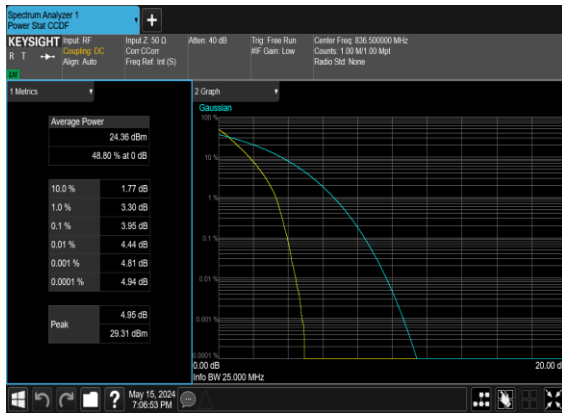 Spectrum Analyzer 1
Power Stat CCDF
KEYSIGHT
R T
LXI
Input: RF
Coupling: DC
Align: Auto
Input Z: 50 Ω
Corr CCorr
Freq Ref: Int (S)
Atten: 40 dB
Trig: Free Run
#IF Gain: Low
Center Freq: 836.500000 MHz
Counts: 1.00 M/1.00 Mpt
Radio Std: None
1 Metrics
Average Power
24.36 dBm
48.80 % at 0 dB
10.0 % 1.77 dB
1.0 % 3.30 dB
0.1 % 3.95 dB
0.01 % 4.44 dB
0.001 % 4.81 dB
0.0001 % 4.94 dB
Peak
4.95 dB
29.31 dBm
2 Graph
Gaussian
100 %
10 %
1 %
0.1 %
0.01 %
0.001 %
0.0001 %
0.00 dB
20.00 dB
Info BW 25.000 MHz
?
May 15, 2024
7:06:53 PM